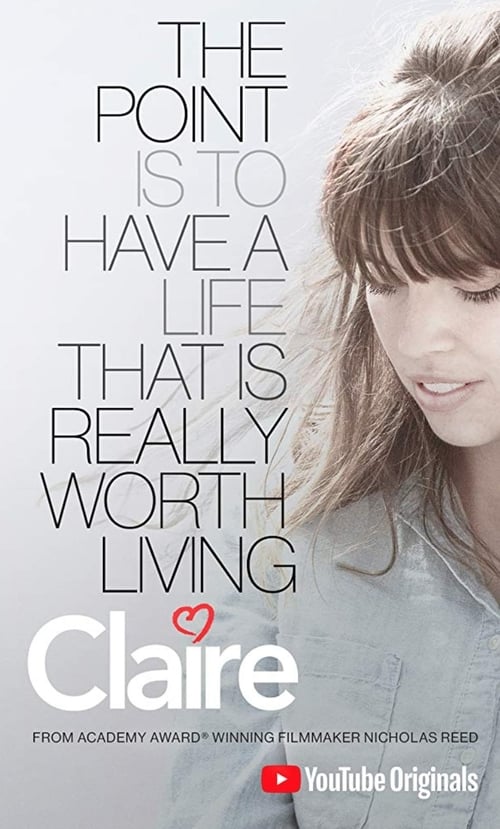 THE
POINT
IS TO
HAVE A
LIFE
THAT IS
REALLY
WORTH
LIVING
Claire
FROM ACADEMY AWARD® WINNING FILMMAKER NICHOLAS REED
YouTube Originals